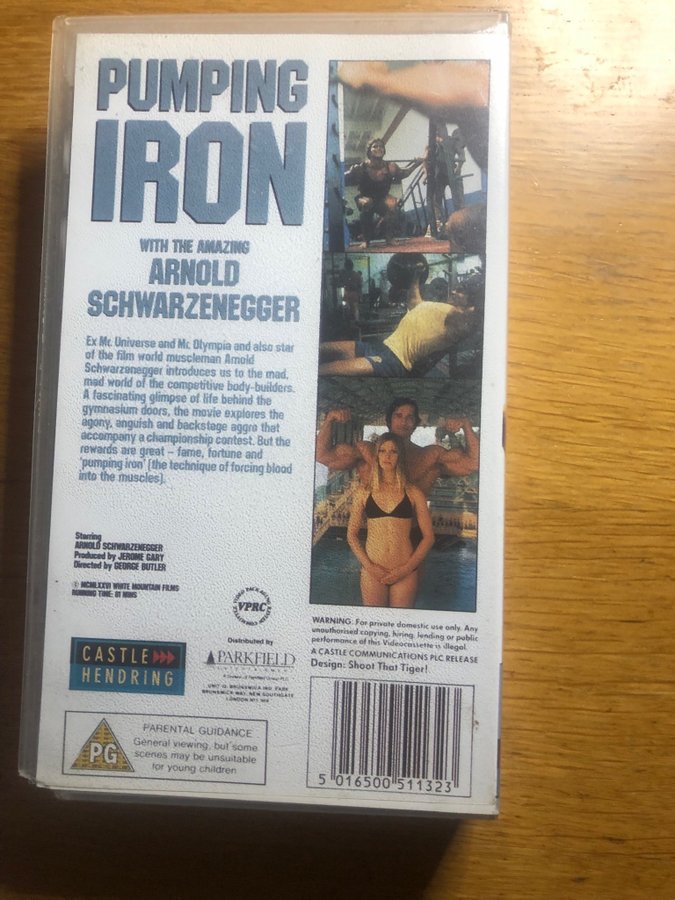 PUMPING
IRON
WITH THE AMAZING
ARNOLD
SCHWARZENEGGER
Ex Mr. Universe and Mr. Olympia and also star
of the film world muscleman Arnold
Schwarzenegger introduces us to the mad,
mad world of the competitive body-builders.
A fascinating glimpse of life behind the
gymnasium doors, the movie explores the
agony, anguish and backstage aggro that
accompany a championship contest. But the
rewards are great – fame, fortune and
'pumping iron' (the technique of forcing blood
into the muscles).
Starring
ARNOLD SCHWARZENEGGER
Produced by JEROME GARY
Directed by GEORGE BUTLER
© MCMLXXVI WHITE MOUNTAIN FILMS
RUNNING TIME: 81 MINS
VPRC
Distributed by
PARKFIELD
ENTERTAINMENT
CASTLE
HENDRING
PG
PARENTAL GUIDANCE
General viewing, but some
scenes may be unsuitable
for young children
WARNING: For private domestic use only. Any
unauthorised copying, hiring, lending or public
performance of this Videocassette is illegal.
A CASTLE COMMUNICATIONS PLC RELEASE
Design: Shoot That Tiger!
5 016500 511323